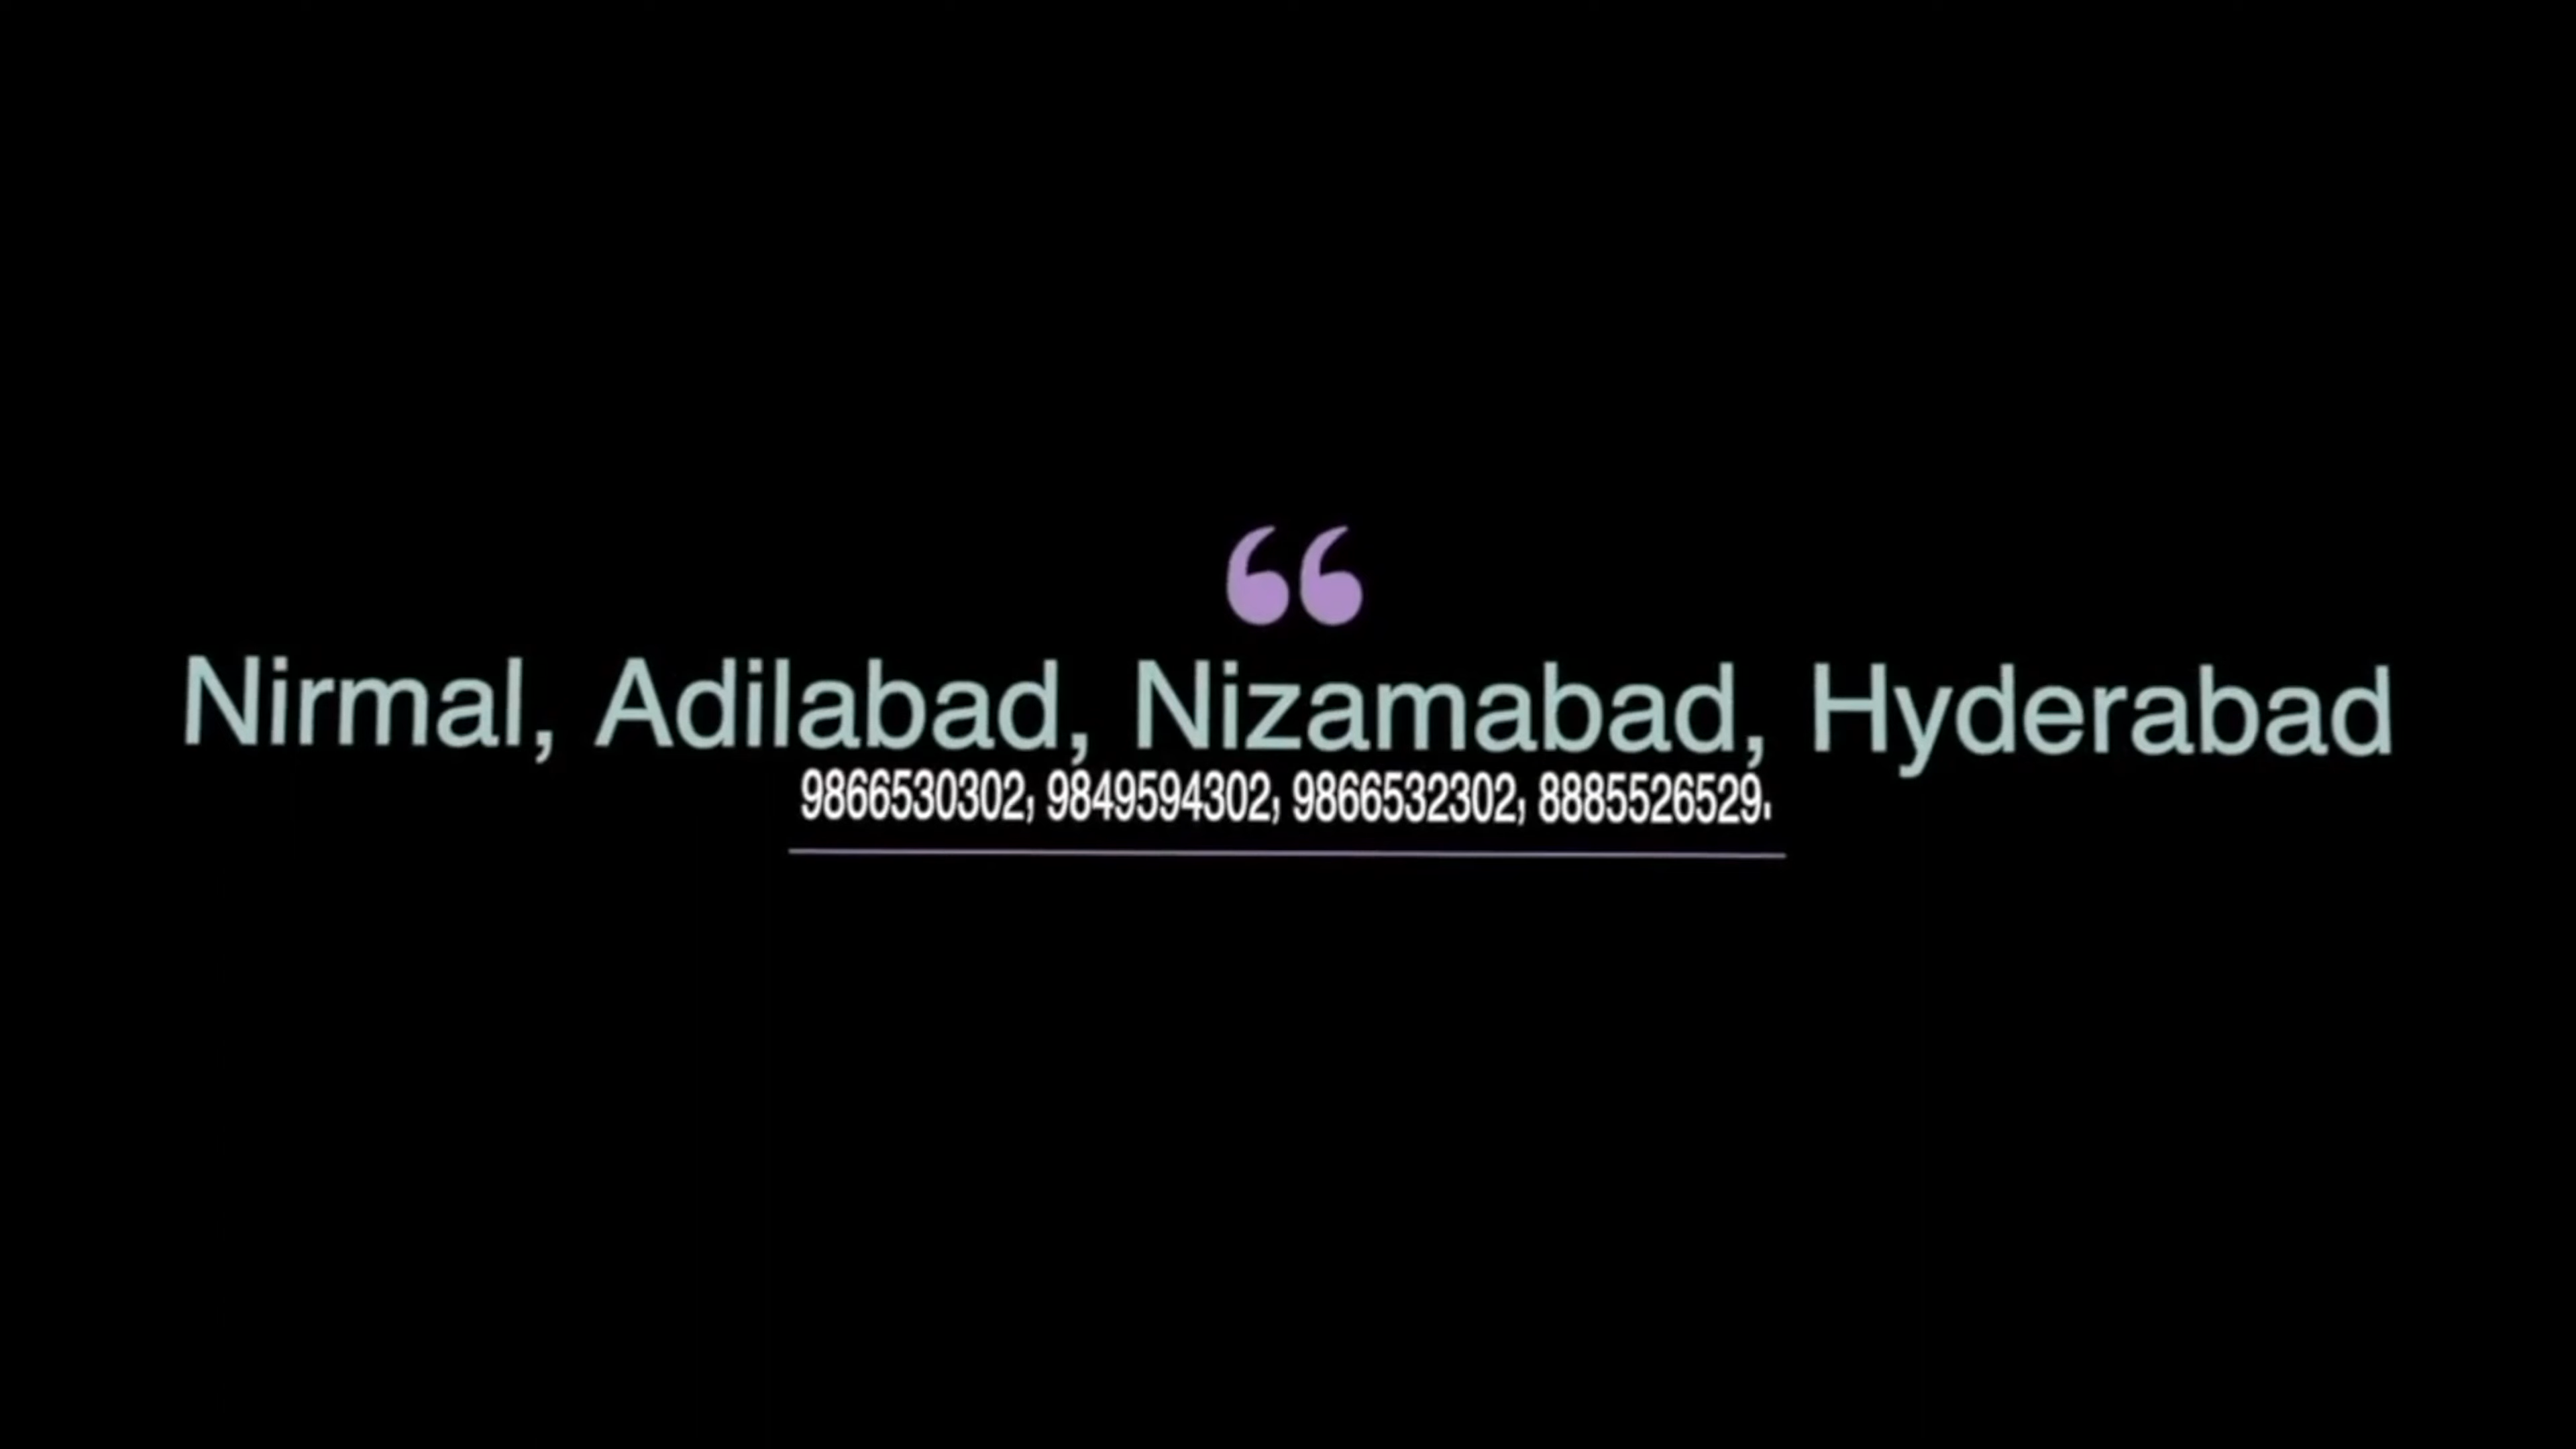 “
Nirmal, Adilabad, Nizamabad, Hyderabad
9866530302, 9849594302, 9866532302, 8885526529.